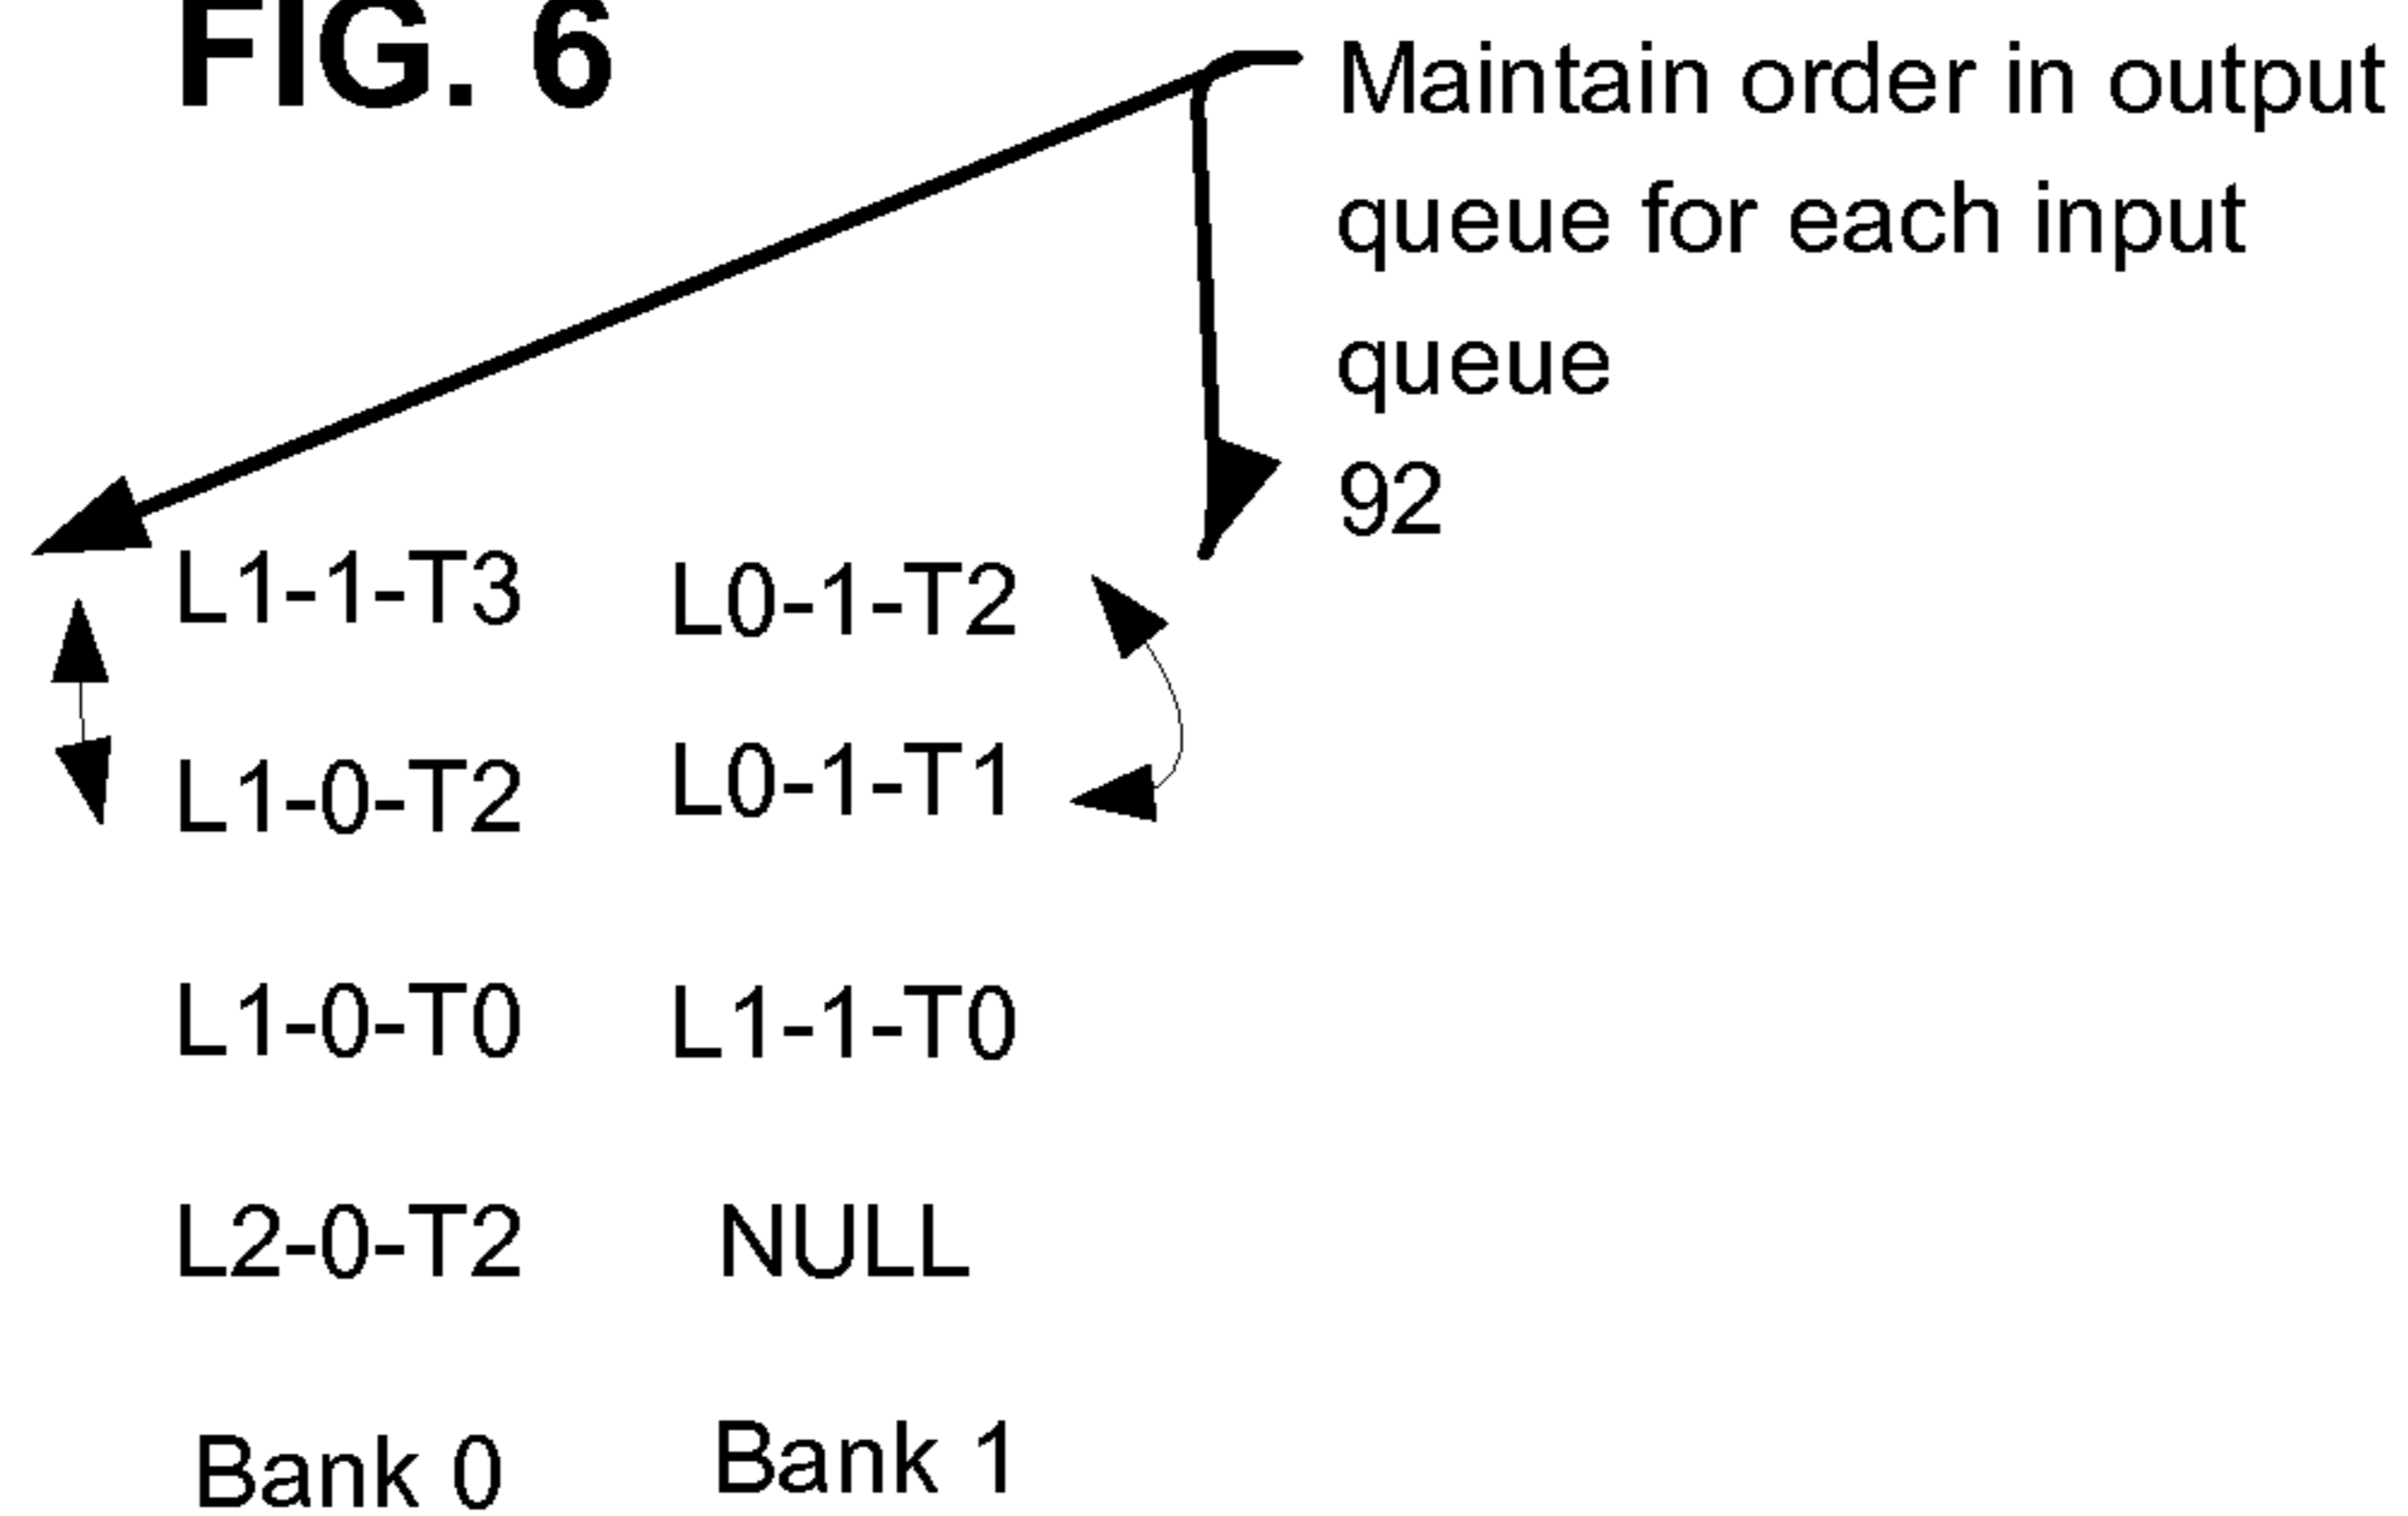 FIG. 6
Maintain order in output
queue for each input
queue
92
L1-1-T3 L0-1-T2
L1-0-T2 L0-1-T1
L1-0-T0 L1-1-T0
L2-0-T2 NULL
Bank 0 Bank 1